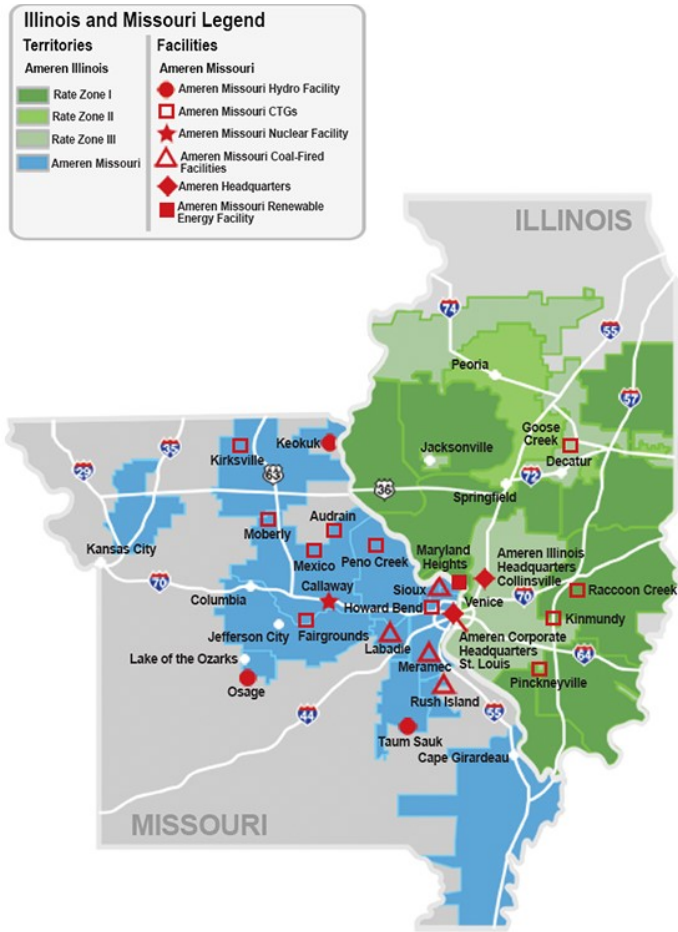 Illinois and Missouri Legend
Territories
Facilities
Ameren Illinois
Ameren Missouri
Rate Zone I
Rate Zone II
Rate Zone III
Ameren Missouri
Ameren Missouri Hydro Facility
Ameren Missouri CTGs
Ameren Missouri Nuclear Facility
Ameren Missouri Coal-Fired
Facilities
Ameren Headquarters
Ameren Missouri Renewable
Energy Facility
ILLINOIS
74
55
Peoria
57
Goose
Creek
Decatur
Keokuk
Kirksville
Jacksonville
35
29
63
72
36
Springfield
Audrain
Moberly
Mexico
Peno Creek
Maryland
Heights
Ameren Illinois
Headquarters
Collinsville
Kansas City
70
Callaway
Sioux
70
Raccoon Creek
Columbia
Howard Bend
Venice
Kinmundy
Jefferson City
Fairgrounds
Ameren Corporate
Headquarters
St. Louis
64
Labadie
Lake of the Ozarks
Meramec
Pinckneyville
Osage
Rush Island
44
55
Taum Sauk
Cape Girardeau
MISSOURI